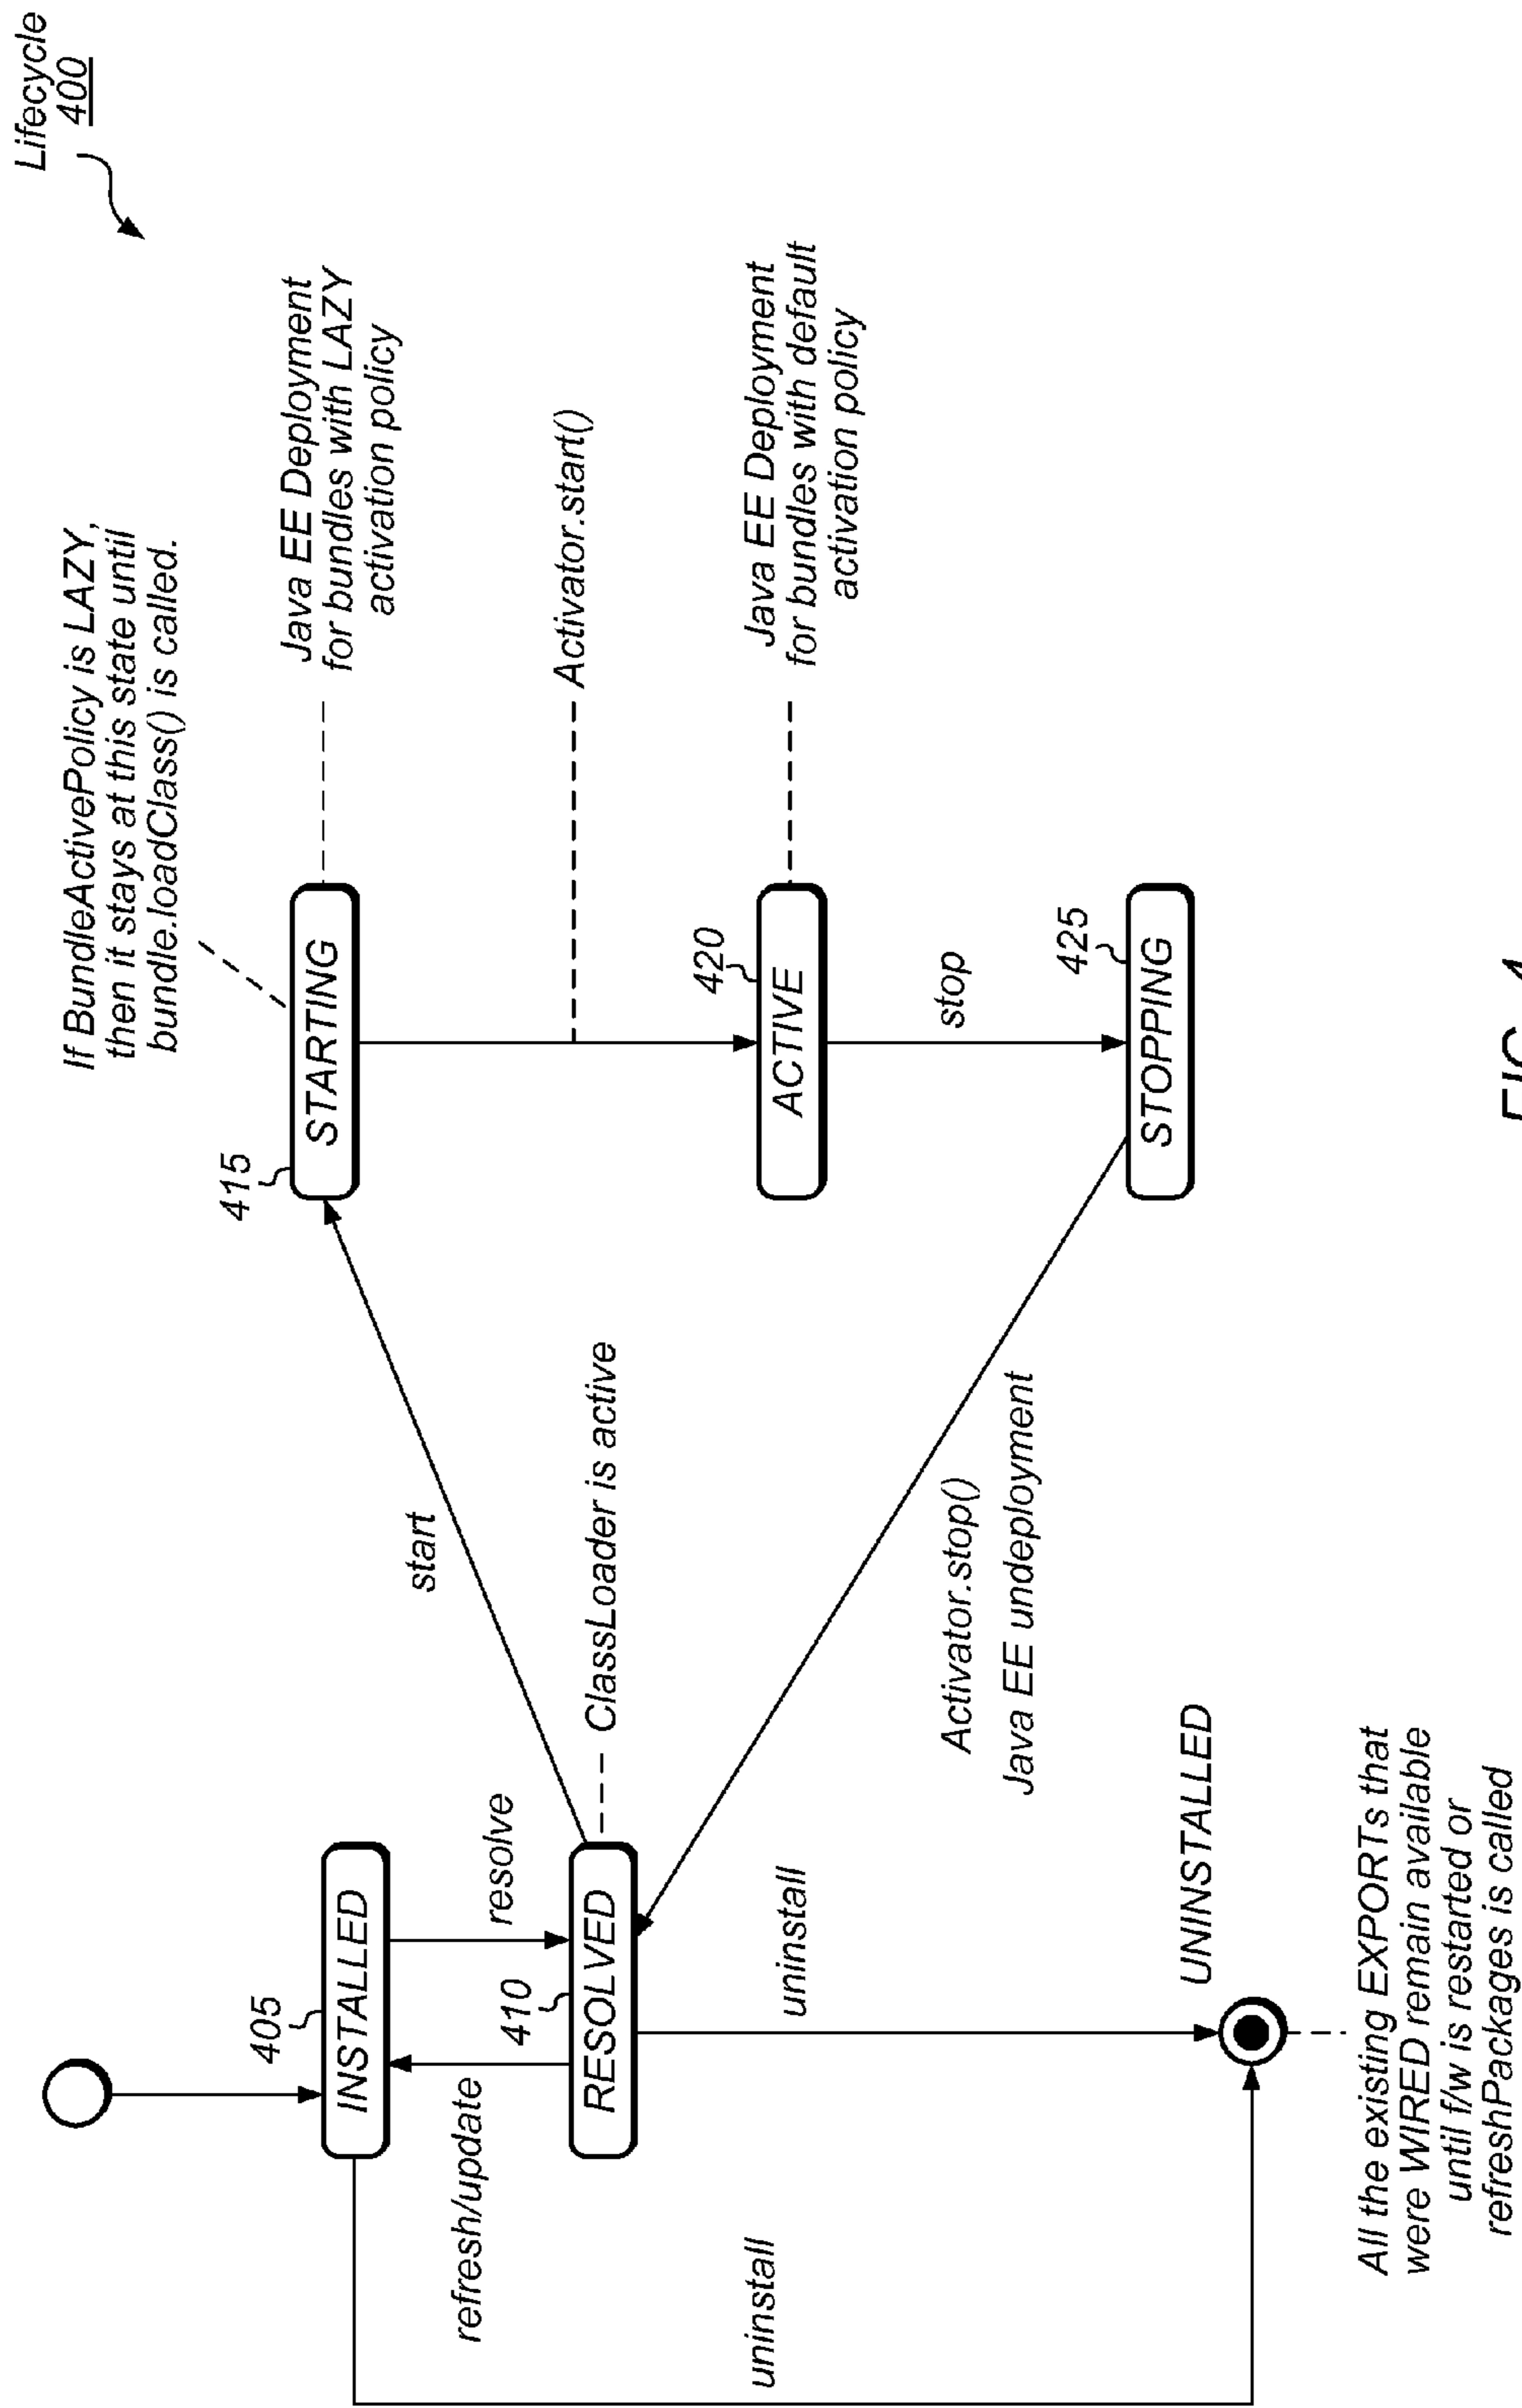 Lifecycle
400
If BundleActivePolicy is LAZY,
then it stays at this state until
bundle.loadClass() is called.
415
STARTING
Java EE Deployment
for bundles with LAZY
activation policy
405
INSTALLED
start
resolve
refresh/update
410
RESOLVED
ClassLoader is active
Activator.start()
420
ACTIVE
Java EE Deployment
for bundles with default
activation policy
uninstall
uninstall
Activator.stop()
Java EE undeployment
stop
425
STOPPING
UNINSTALLED
All the existing EXPORTs that
were WIRED remain available
until f/w is restarted or
refreshPackages is called